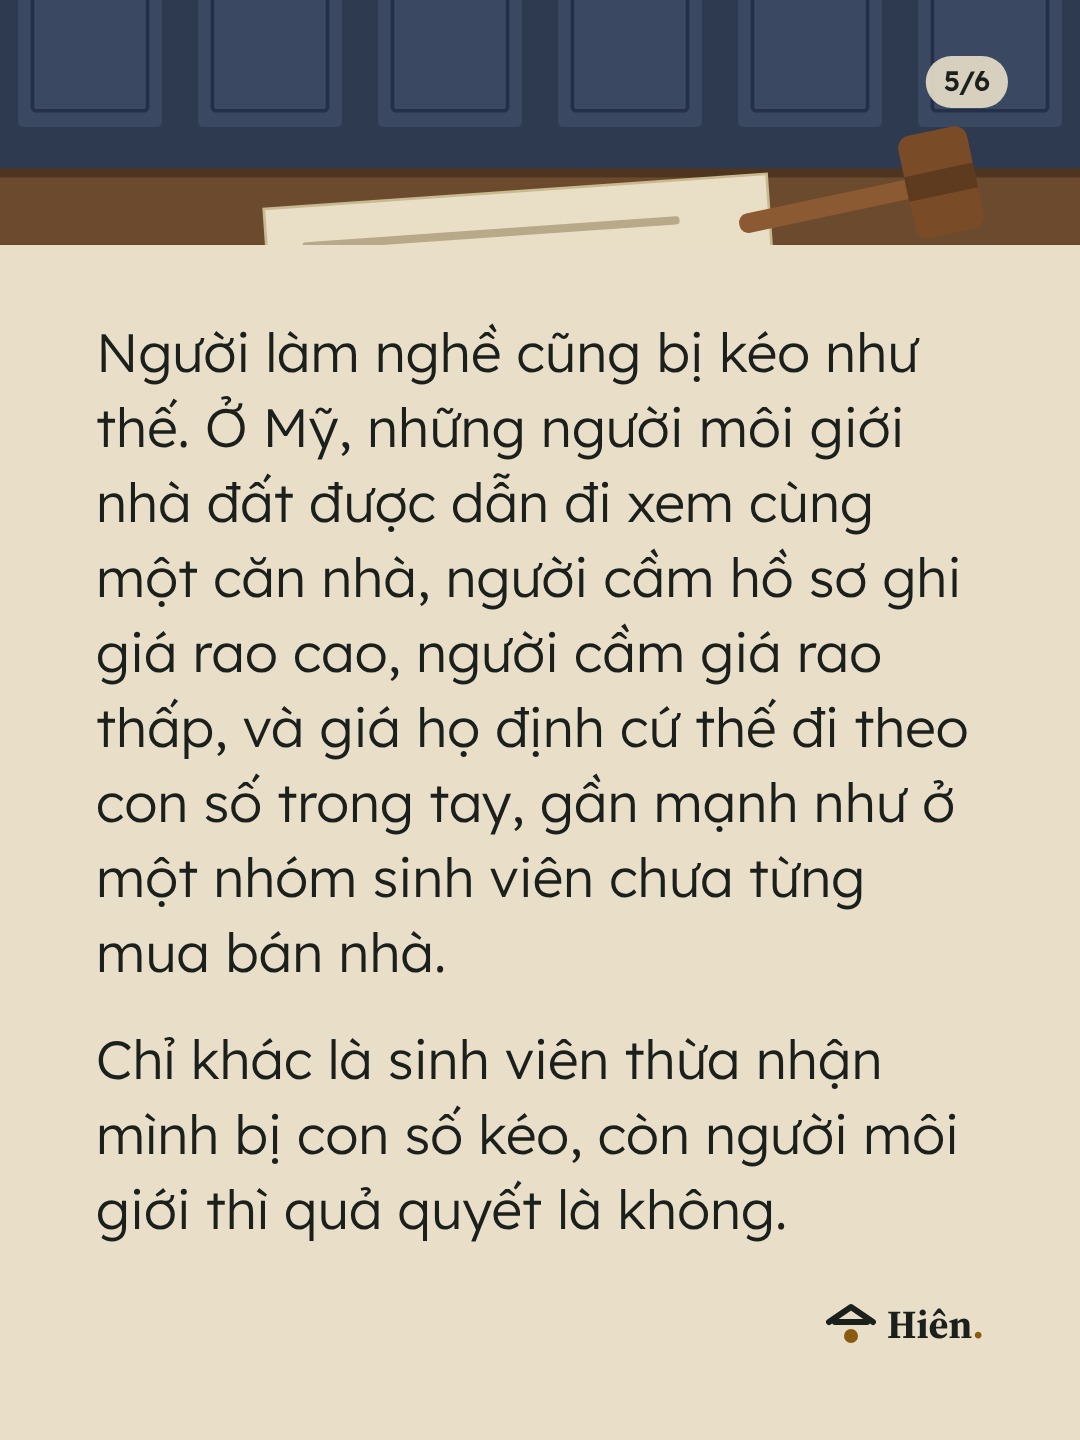 5/6
Người làm nghề cũng bị kéo như
thế. Ở Mỹ, những người môi giới
nhà đất được dẫn đi xem cùng
một căn nhà, người cầm hồ sơ ghi
giá rao cao, người cầm giá rao
thấp, và giá họ định cứ thế đi theo
con số trong tay, gần mạnh như ở
một nhóm sinh viên chưa từng
mua bán nhà.
Chỉ khác là sinh viên thừa nhận
mình bị con số kéo, còn người môi
giới thì quả quyết là không.
Hiên.